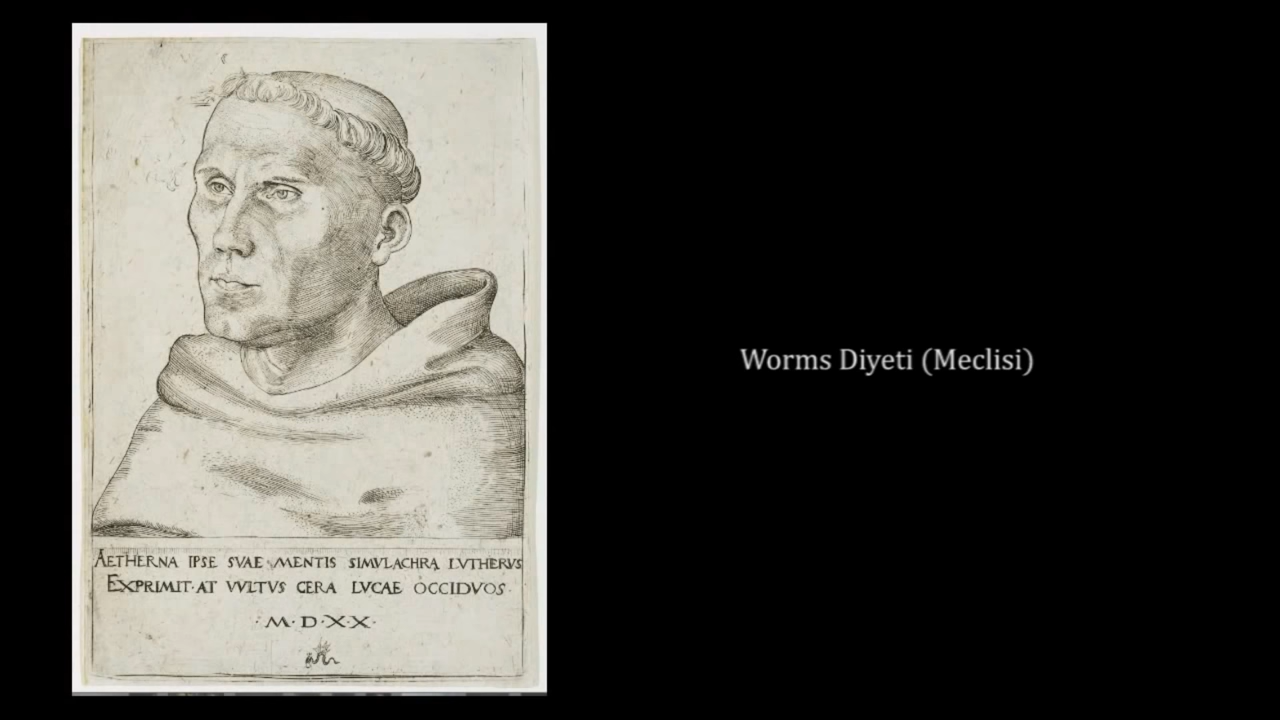 AETHERNA IPSE SVAE MENTIS SIMVLACHRA LVTHERVS
EXPRIMIT·AT VVLTVS CERA LVCAE OCCIDVOS·
·M·D·X·X·
Worms Diyeti (Meclisi)